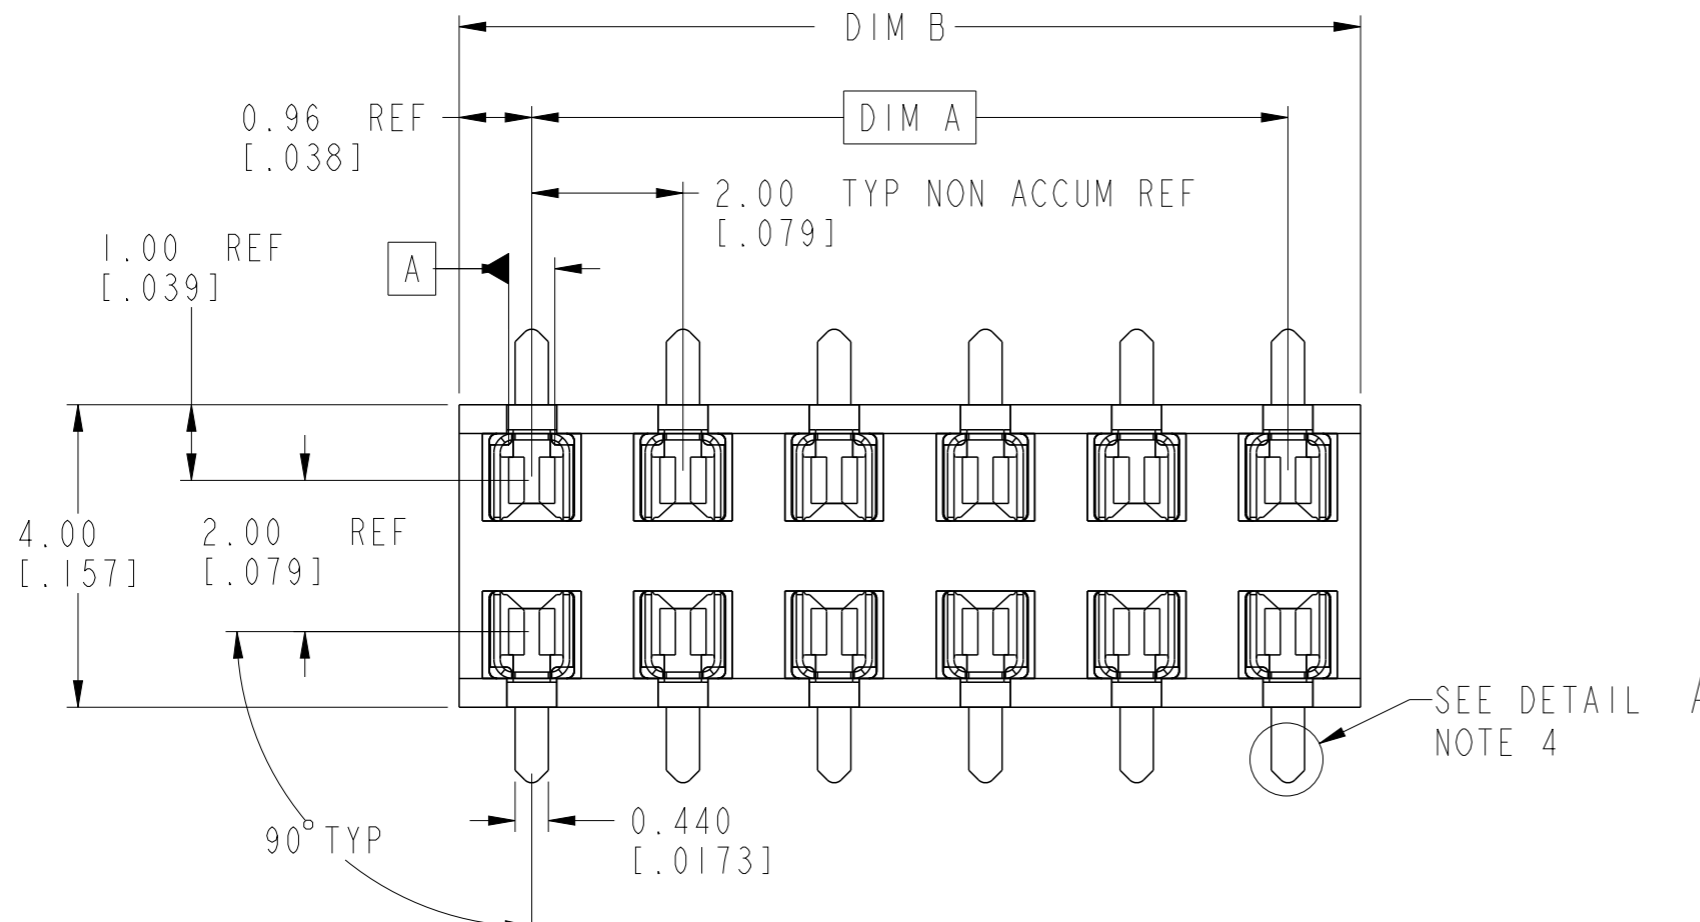 DIM B
0.96 REF
[.038]
DIM A
2.00 TYP NON ACCUM REF
[.079]
1.00 REF
[.039]
A
4.00
[.157]
2.00 REF
[.079]
SEE DETAIL A
NOTE 4
0.440
[.0173]
90° TYP